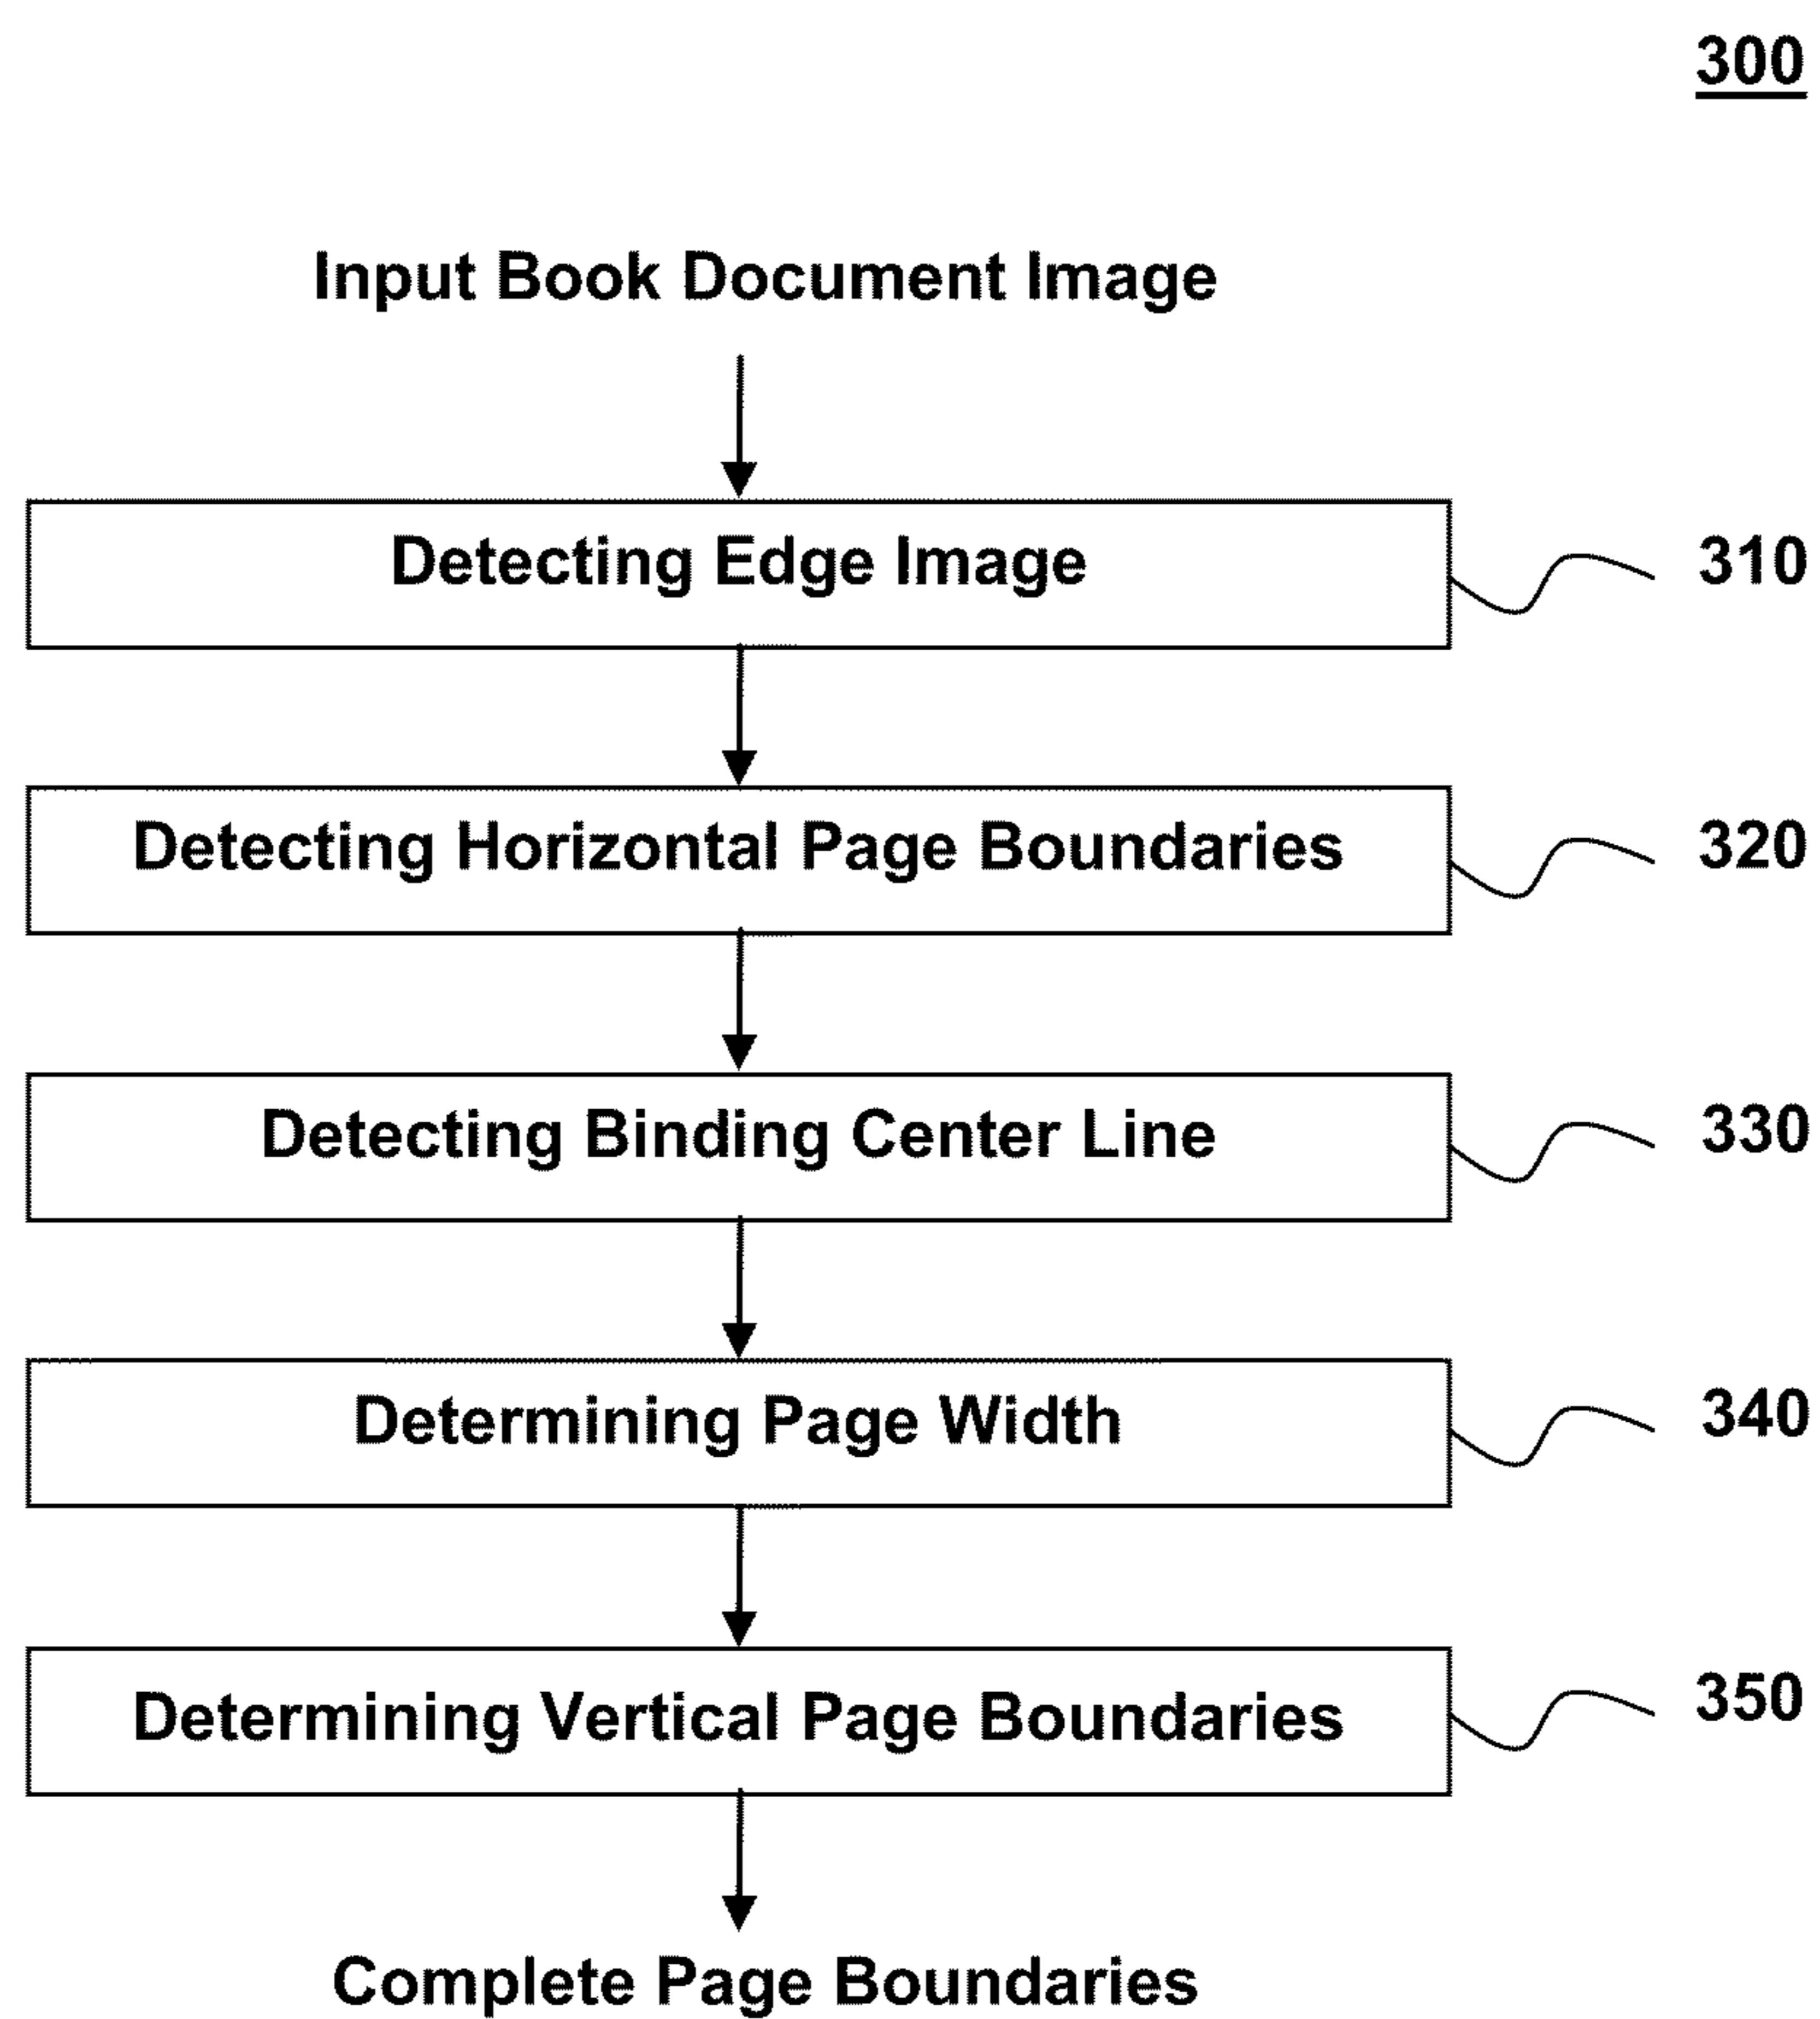 300
Input Book Document Image
Detecting Edge Image
310
Detecting Horizontal Page Boundaries
320
Detecting Binding Center Line
330
Determining Page Width
340
Determining Vertical Page Boundaries
350
Complete Page Boundaries